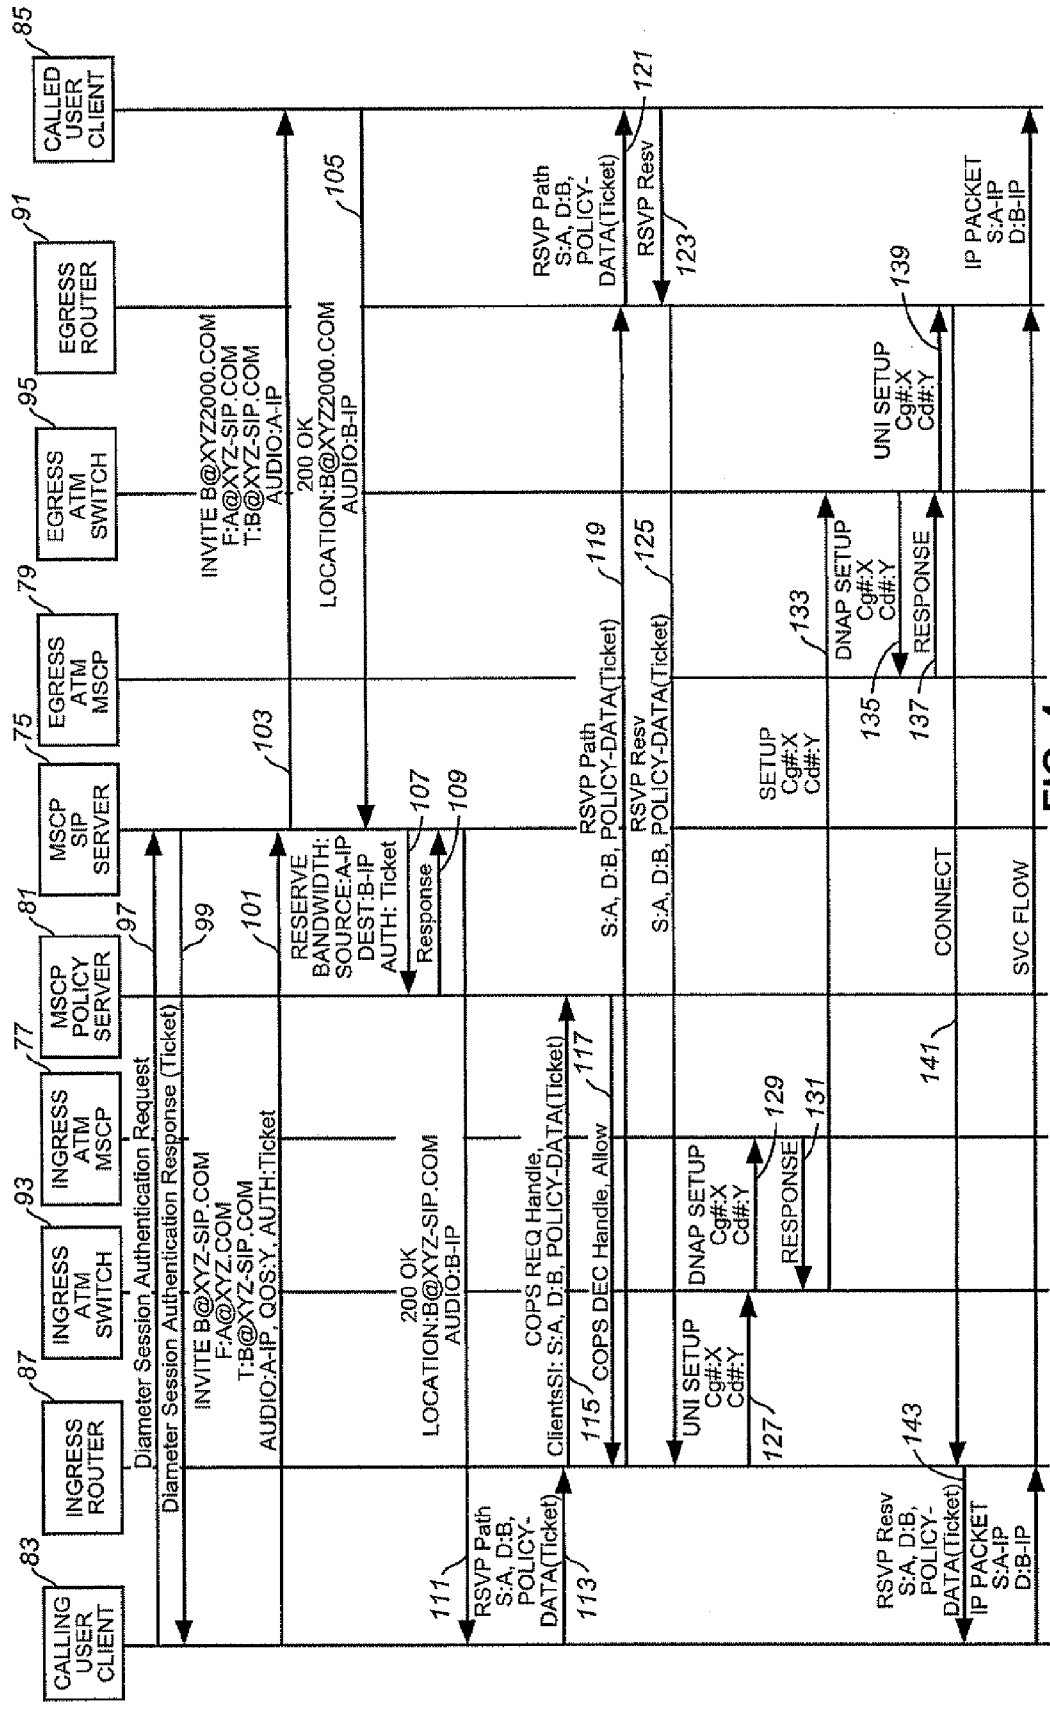 83
CALLING
USER
CLIENT
87
INGRESS
ROUTER
93
INGRESS
ATM
SWITCH
77
INGRESS
ATM
MSCP
81
MSCP
POLICY
SERVER
75
MSCP
SIP
SERVER
79
EGRESS
ATM
MSCP
95
EGRESS
ATM
SWITCH
91
EGRESS
ROUTER
85
CALLED
USER
CLIENT
Diameter Session Authentication Request
97
Diameter Session Authentication Response (Ticket)
99
INVITE B@XYZ-SIP.COM
F:A@XYZ.COM
T:B@XYZ-SIP.COM
AUDIO:A-IP, QOS:Y, AUTH:Ticket
101
INVITE B@XYZ2000.COM
F:A@XYZ-SIP.COM
T:B@XYZ-SIP.COM
AUDIO:A-IP
103
200 OK
LOCATION:B@XYZ2000.COM
AUDIO:B-IP
105
RESERVE
BANDWIDTH:
SOURCE:A-IP
DEST:B-IP
AUTH: Ticket
107
Response
109
200 OK
LOCATION:B@XYZ-SIP.COM
AUDIO:B-IP
111
RSVP Path
S:A, D:B,
POLICY-
DATA(Ticket)
113
COPS REQ Handle,
ClientsSI: S:A, D:B, POLICY-DATA(Ticket)
115
COPS DEC Handle, Allow
117
RSVP Path
S:A, D:B, POLICY-DATA(Ticket)
119
RSVP Path
S:A, D:B,
POLICY-
DATA(Ticket)
121
RSVP Resv
123
RSVP Resv
S:A, D:B, POLICY-DATA(Ticket)
125
UNI SETUP
Cg#:X
Cd#:Y
127
DNAP SETUP
Cg#:X
Cd#:Y
129
RESPONSE
131
SETUP
Cg#:X
Cd#:Y
133
DNAP SETUP
Cg#:X
Cd#:Y
135
RESPONSE
137
UNI SETUP
Cg#:X
Cd#:Y
139
CONNECT
141
RSVP Resv
S:A, D:B,
POLICY-
DATA(Ticket)
143
IP PACKET
S:A-IP
D:B-IP
SVC FLOW
IP PACKET
S:A-IP
D:B-IP